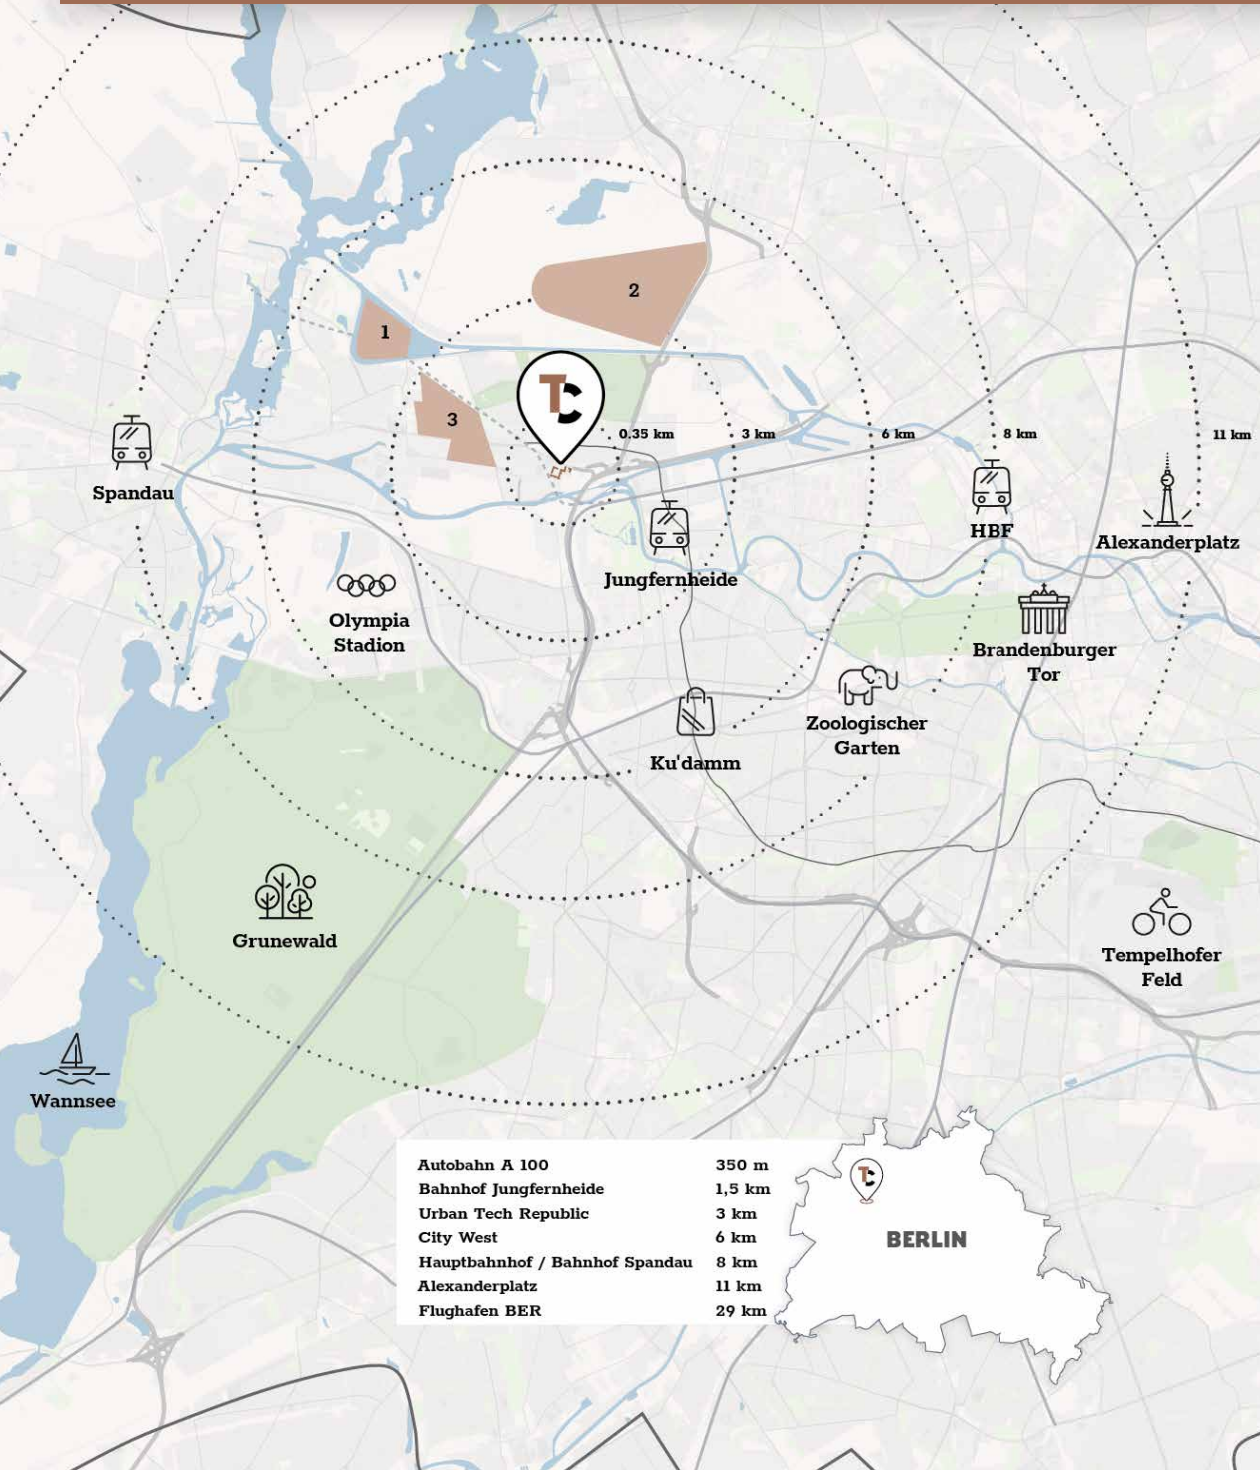 2
1
3
TC
0.35 km
3 km
6 km
8 km
11 km
Spandau
HBF
Alexanderplatz
Jungfernheide
Olympia
Stadion
Brandenburger
Tor
Zoologischer
Garten
Ku'damm
Grunewald
Tempelhofer
Feld
Wannsee
Autobahn A 100 350 m
Bahnhof Jungfernheide 1,5 km
Urban Tech Republic 3 km
City West 6 km
Hauptbahnhof / Bahnhof Spandau 8 km
Alexanderplatz 11 km
Flughafen BER 29 km
TC
BERLIN